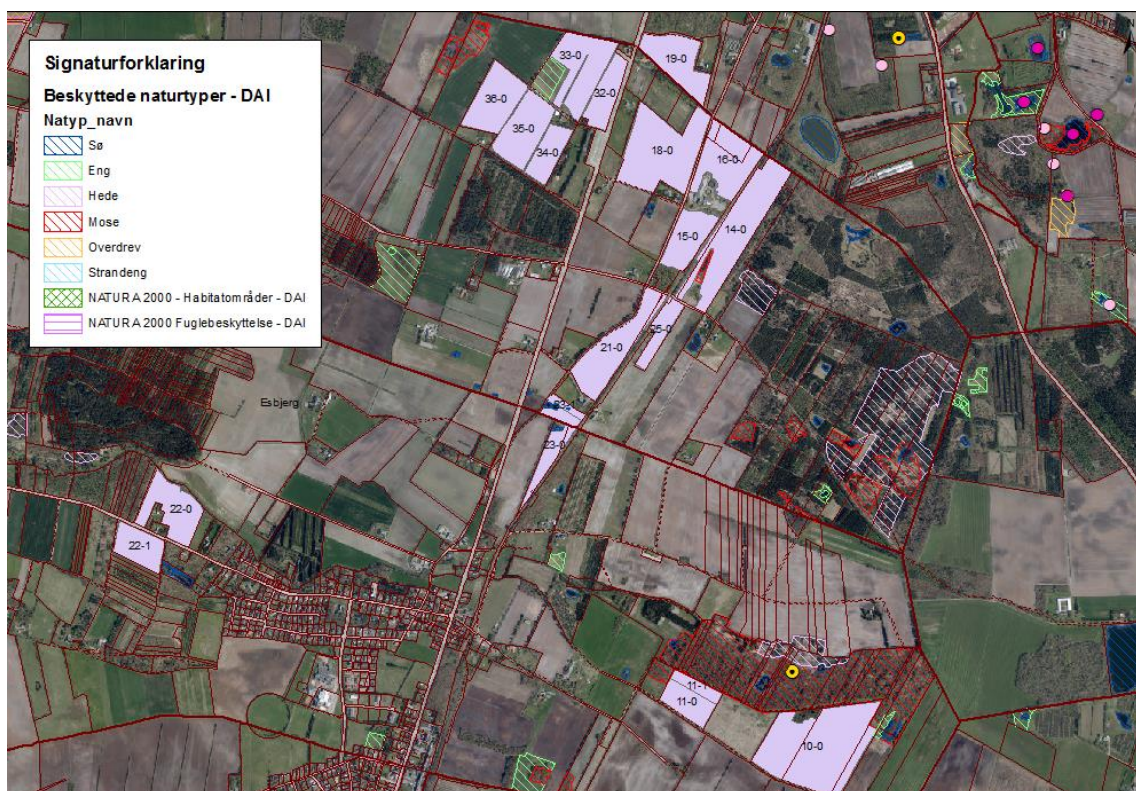 Signaturforklaring
Beskyttede naturtyper - DAI
Natyp_navn
Sø
Eng
Hede
Mose
Overdrev
Strandeng
NATURA 2000 - Habitatområder - DAI
NATURA 2000 Fuglebeskyttelse - DAI
33-0
19-0
36-0
32-0
35-0
34-0
18-0
16-0
15-0
14-0
25-0
21-0
23-0
Esbjerg
22-0
22-1
11-1
11-0
10-0